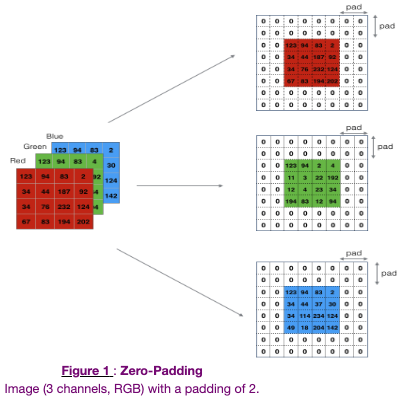 Blue
123 94 83 2
Green
123 94 83 4 30
Red
123 94 83 2 92 124
34 44 187 92 142
34 76 232 124
67 83 194 202
pad
pad
0 0 0 0 0 0 0 0
0 0 0 0 0 0 0 0
0 0 123 94 83 2 0 0
0 0 34 44 187 92 0 0
0 0 34 76 232 124 0 0
0 0 67 83 194 202 0 0
0 0 0 0 0 0 0 0
0 0 0 0 0 0 0 0
pad
pad
0 0 0 0 0 0 0 0
0 0 0 0 0 0 0 0
0 0 123 94 2 4 0 0
0 0 11 3 22 192 0 0
0 0 12 4 23 34 0 0
0 0 194 83 12 94 0 0
0 0 0 0 0 0 0 0
0 0 0 0 0 0 0 0
pad
pad
0 0 0 0 0 0 0 0
0 0 0 0 0 0 0 0
0 0 123 94 83 2 0 0
0 0 34 44 37 30 0 0
0 0 34 114 234 124 0 0
0 0 49 18 204 142 0 0
0 0 0 0 0 0 0 0
0 0 0 0 0 0 0 0
Figure 1 : Zero-Padding
Image (3 channels, RGB) with a padding of 2.